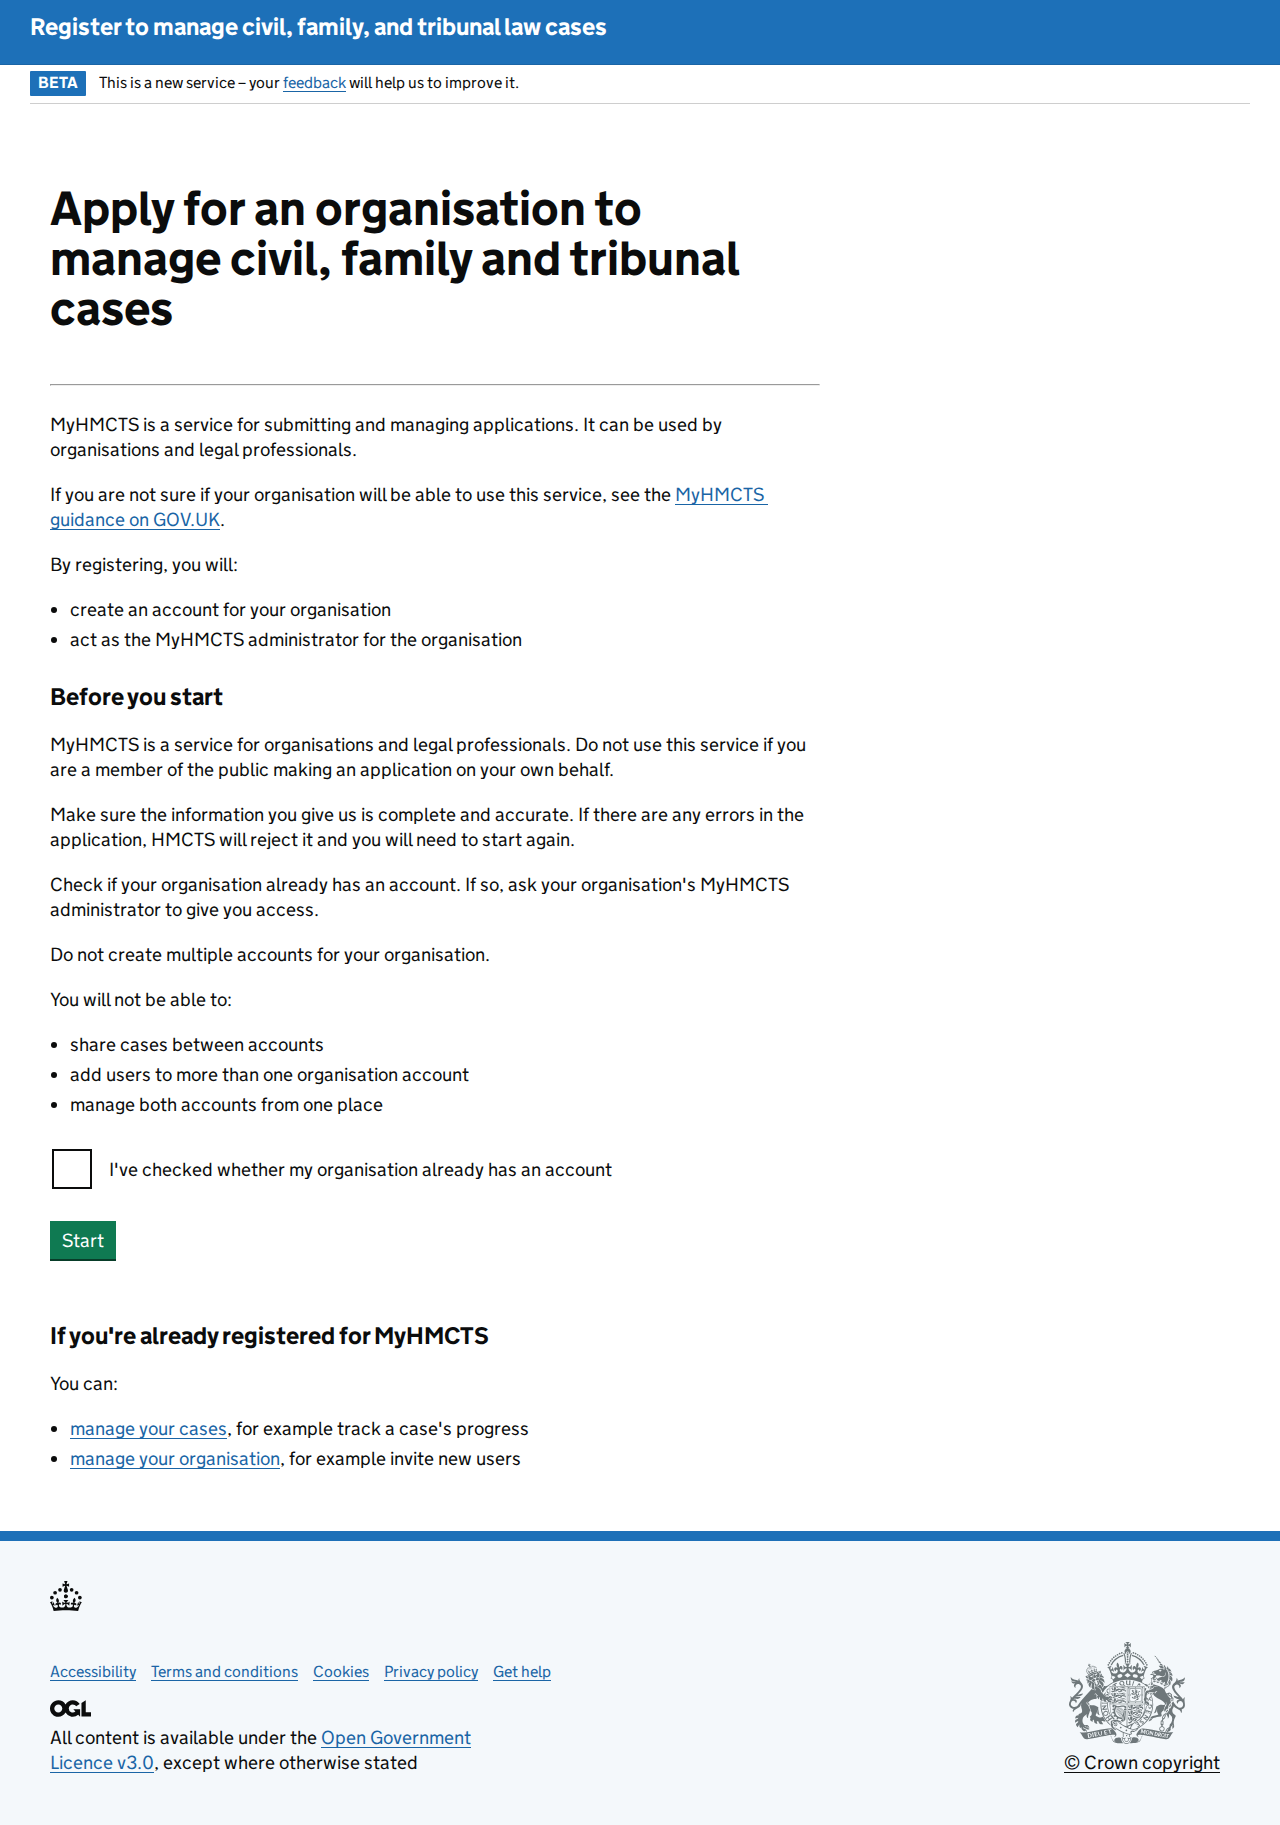 Register to manage civil, family, and tribunal law cases
BETA This is a new service – your feedback will help us to improve it.
Apply for an organisation to
manage civil, family and tribunal
cases
MyHMCTS is a service for submitting and managing applications. It can be used by
organisations and legal professionals.
If you are not sure if your organisation will be able to use this service, see the MyHMCTS
guidance on GOV.UK.
By registering, you will:
• create an account for your organisation
• act as the MyHMCTS administrator for the organisation
Before you start
MyHMCTS is a service for organisations and legal professionals. Do not use this service if you
are a member of the public making an application on your own behalf.
Make sure the information you give us is complete and accurate. If there are any errors in the
application, HMCTS will reject it and you will need to start again.
Check if your organisation already has an account. If so, ask your organisation's MyHMCTS
administrator to give you access.
Do not create multiple accounts for your organisation.
You will not be able to:
• share cases between accounts
• add users to more than one organisation account
• manage both accounts from one place
I've checked whether my organisation already has an account
Start
If you're already registered for MyHMCTS
You can:
• manage your cases, for example track a case's progress
• manage your organisation, for example invite new users
Accessibility Terms and conditions Cookies Privacy policy Get help
OGL
All content is available under the Open Government
Licence v3.0, except where otherwise stated
© Crown copyright